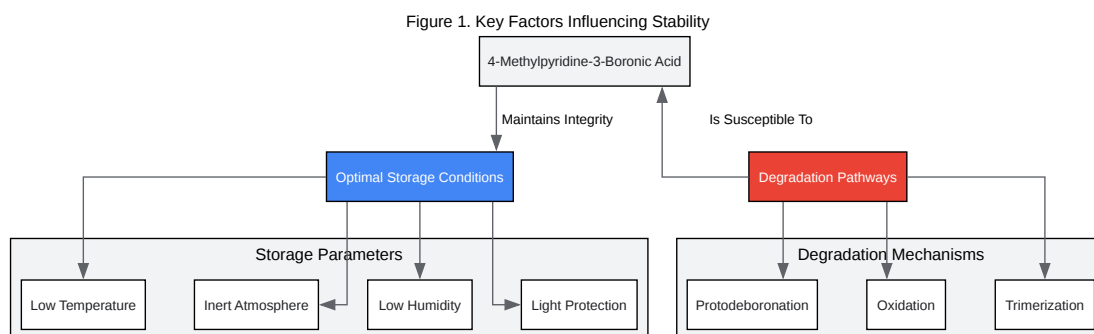 Figure 1. Key Factors Influencing Stability
4-Methylpyridine-3-Boronic Acid
Maintains Integrity
Is Susceptible To
Optimal Storage Conditions
Degradation Pathways
Storage Parameters
Degradation Mechanisms
Low Temperature
Inert Atmosphere
Low Humidity
Light Protection
Protodeboronation
Oxidation
Trimerization